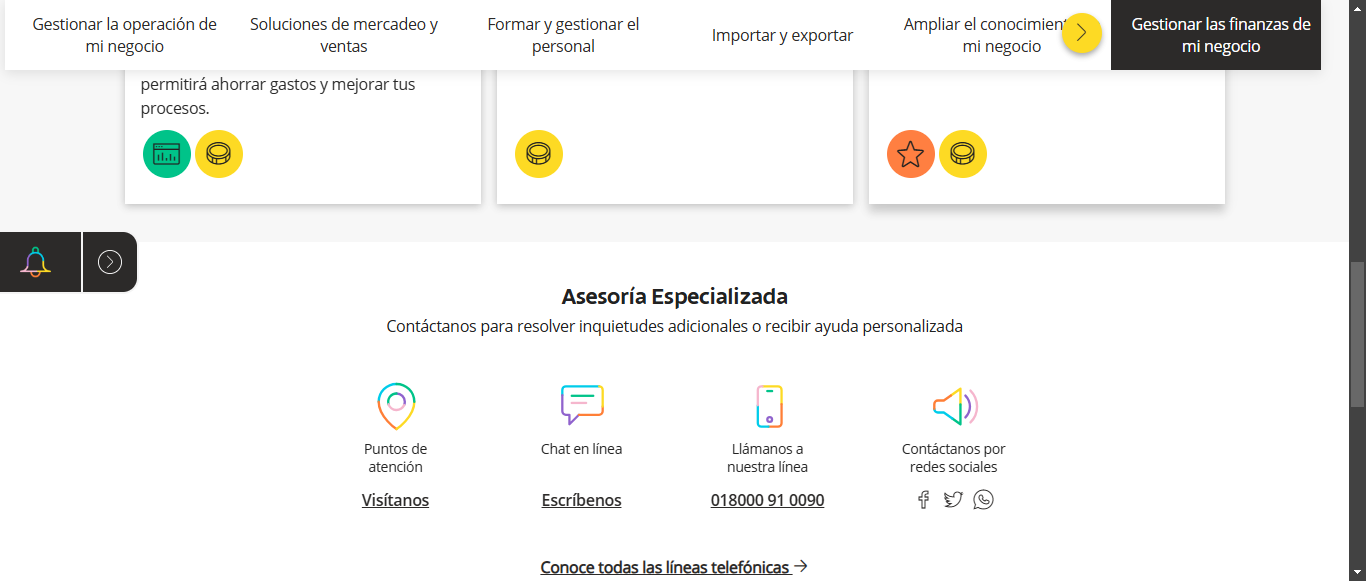 Gestionar la operación de
mi negocio
Soluciones de mercadeo y
ventas
Formar y gestionar el
personal
Importar y exportar
Ampliar el
mi negocio
Gestionar las finanzas de
mi negocio
permitirá ahorrar gastos y mejorar tus
procesos.
Asesoría Especializada
Contáctanos para resolver inquietudes adicionales o recibir ayuda personalizada
Puntos de
atención
Chat en línea
Llámanos a
nuestra línea
Contáctanos por
redes sociales
Visítanos
Escríbenos
018000 91 0090
Conoce todas las líneas telefónicas